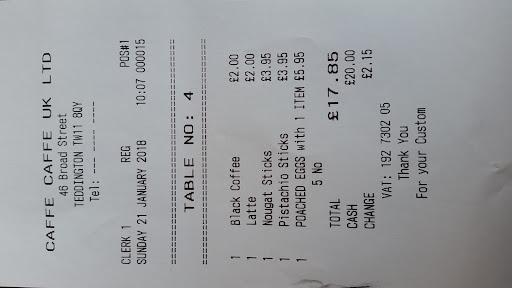 CAFFE CAFFE UK LTD
46 Broad Street
TEDDINGTON TW11 8QY
Tel: --- ---- ----
CLERK 1 REG POS#1
SUNDAY 21 JANUARY 2018 10:07 000015
========================================
TABLE NO: 4
========================================
1 Black Coffee £2.00
1 Latte £2.00
1 Nougat Sticks £3.95
1 Pistachio Sticks £3.95
1 POACHED EGGS with 1 ITEM £5.95
5 No
TOTAL £17.85
CASH £20.00
CHANGE £2.15
VAT: 192 7302 05
Thank You
For your Custom